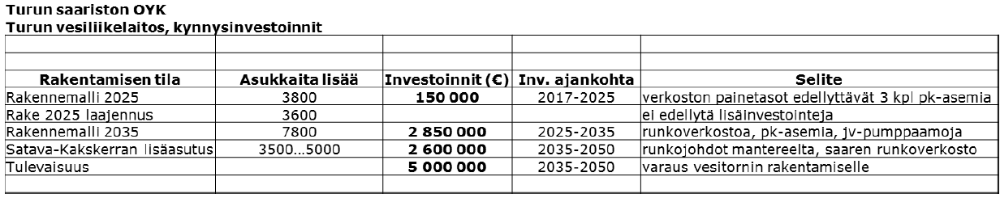 Turun saariston OYK
Turun vesiliikelaitos, kynnysinvestoinnit
Rakentamisen tila Asukkaita lisää Investoinnit (€) Inv. ajankohta Selite
Rakennemalli 2025 3800 150 000 2017-2025 verkoston painetasot edellyttävät 3 kpl pk-asemia
Rake 2025 laajennus 3600 ei edellytä lisäinvestointeja
Rakennemalli 2035 7800 2 850 000 2025-2035 runkoverkostoa, pk-asemia, jv-pumppaamoja
Satava-Kakskerran lisäasutus 3500...5000 2 600 000 2035-2050 runkojohdot mantereelta, saaren runkoverkosto
Tulevaisuus 5 000 000 2035-2050 varaus vesitornin rakentamiselle